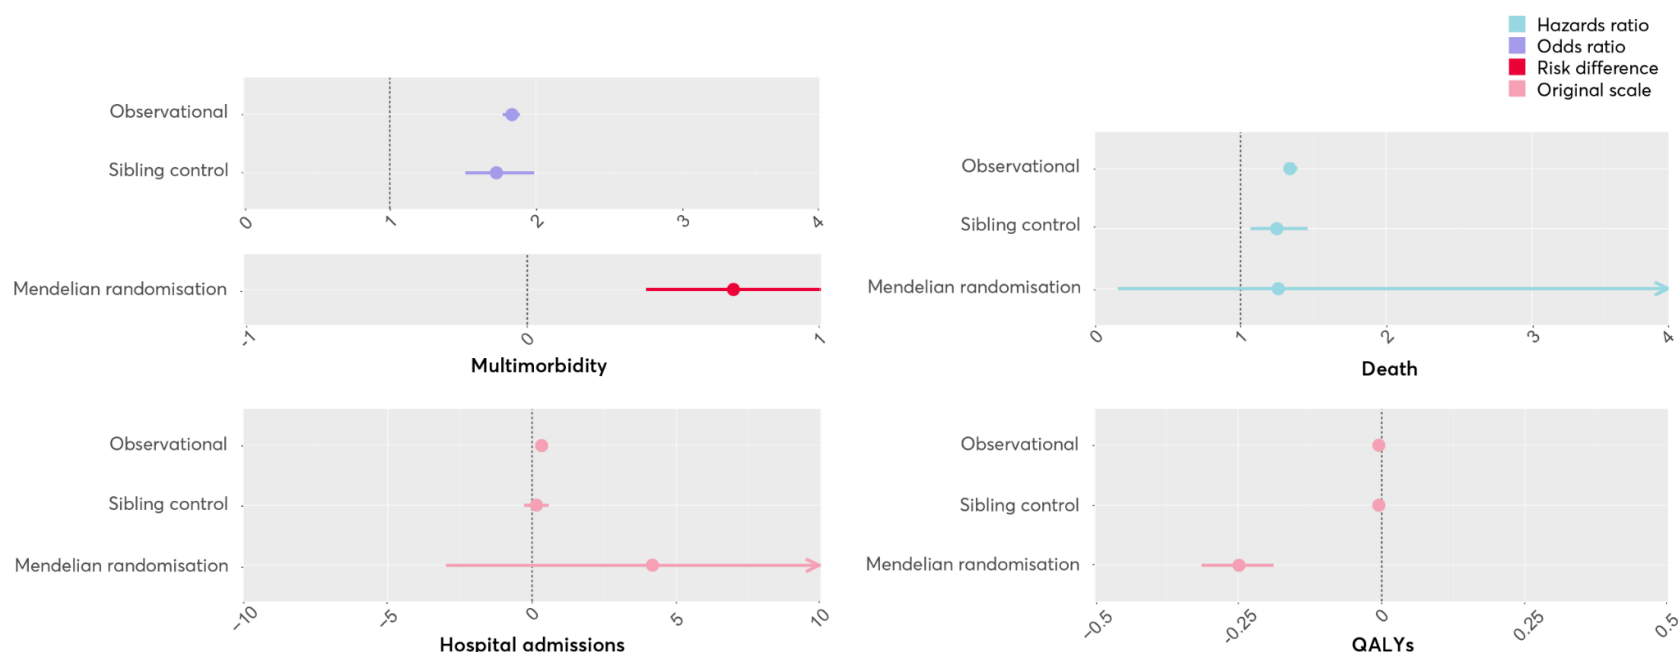 Hazards ratio
Odds ratio
Risk difference
Original scale
Observational
Sibling control
0 1 2 3 4
Mendelian randomisation
-1 0 1
Multimorbidity
Observational
Sibling control
Mendelian randomisation
0 1 2 3 4
Death
Observational
Sibling control
Mendelian randomisation
-10 -5 0 5 10
Hospital admissions
Observational
Sibling control
Mendelian randomisation
-0.5 -0.25 0 0.25 0.5
QALYs